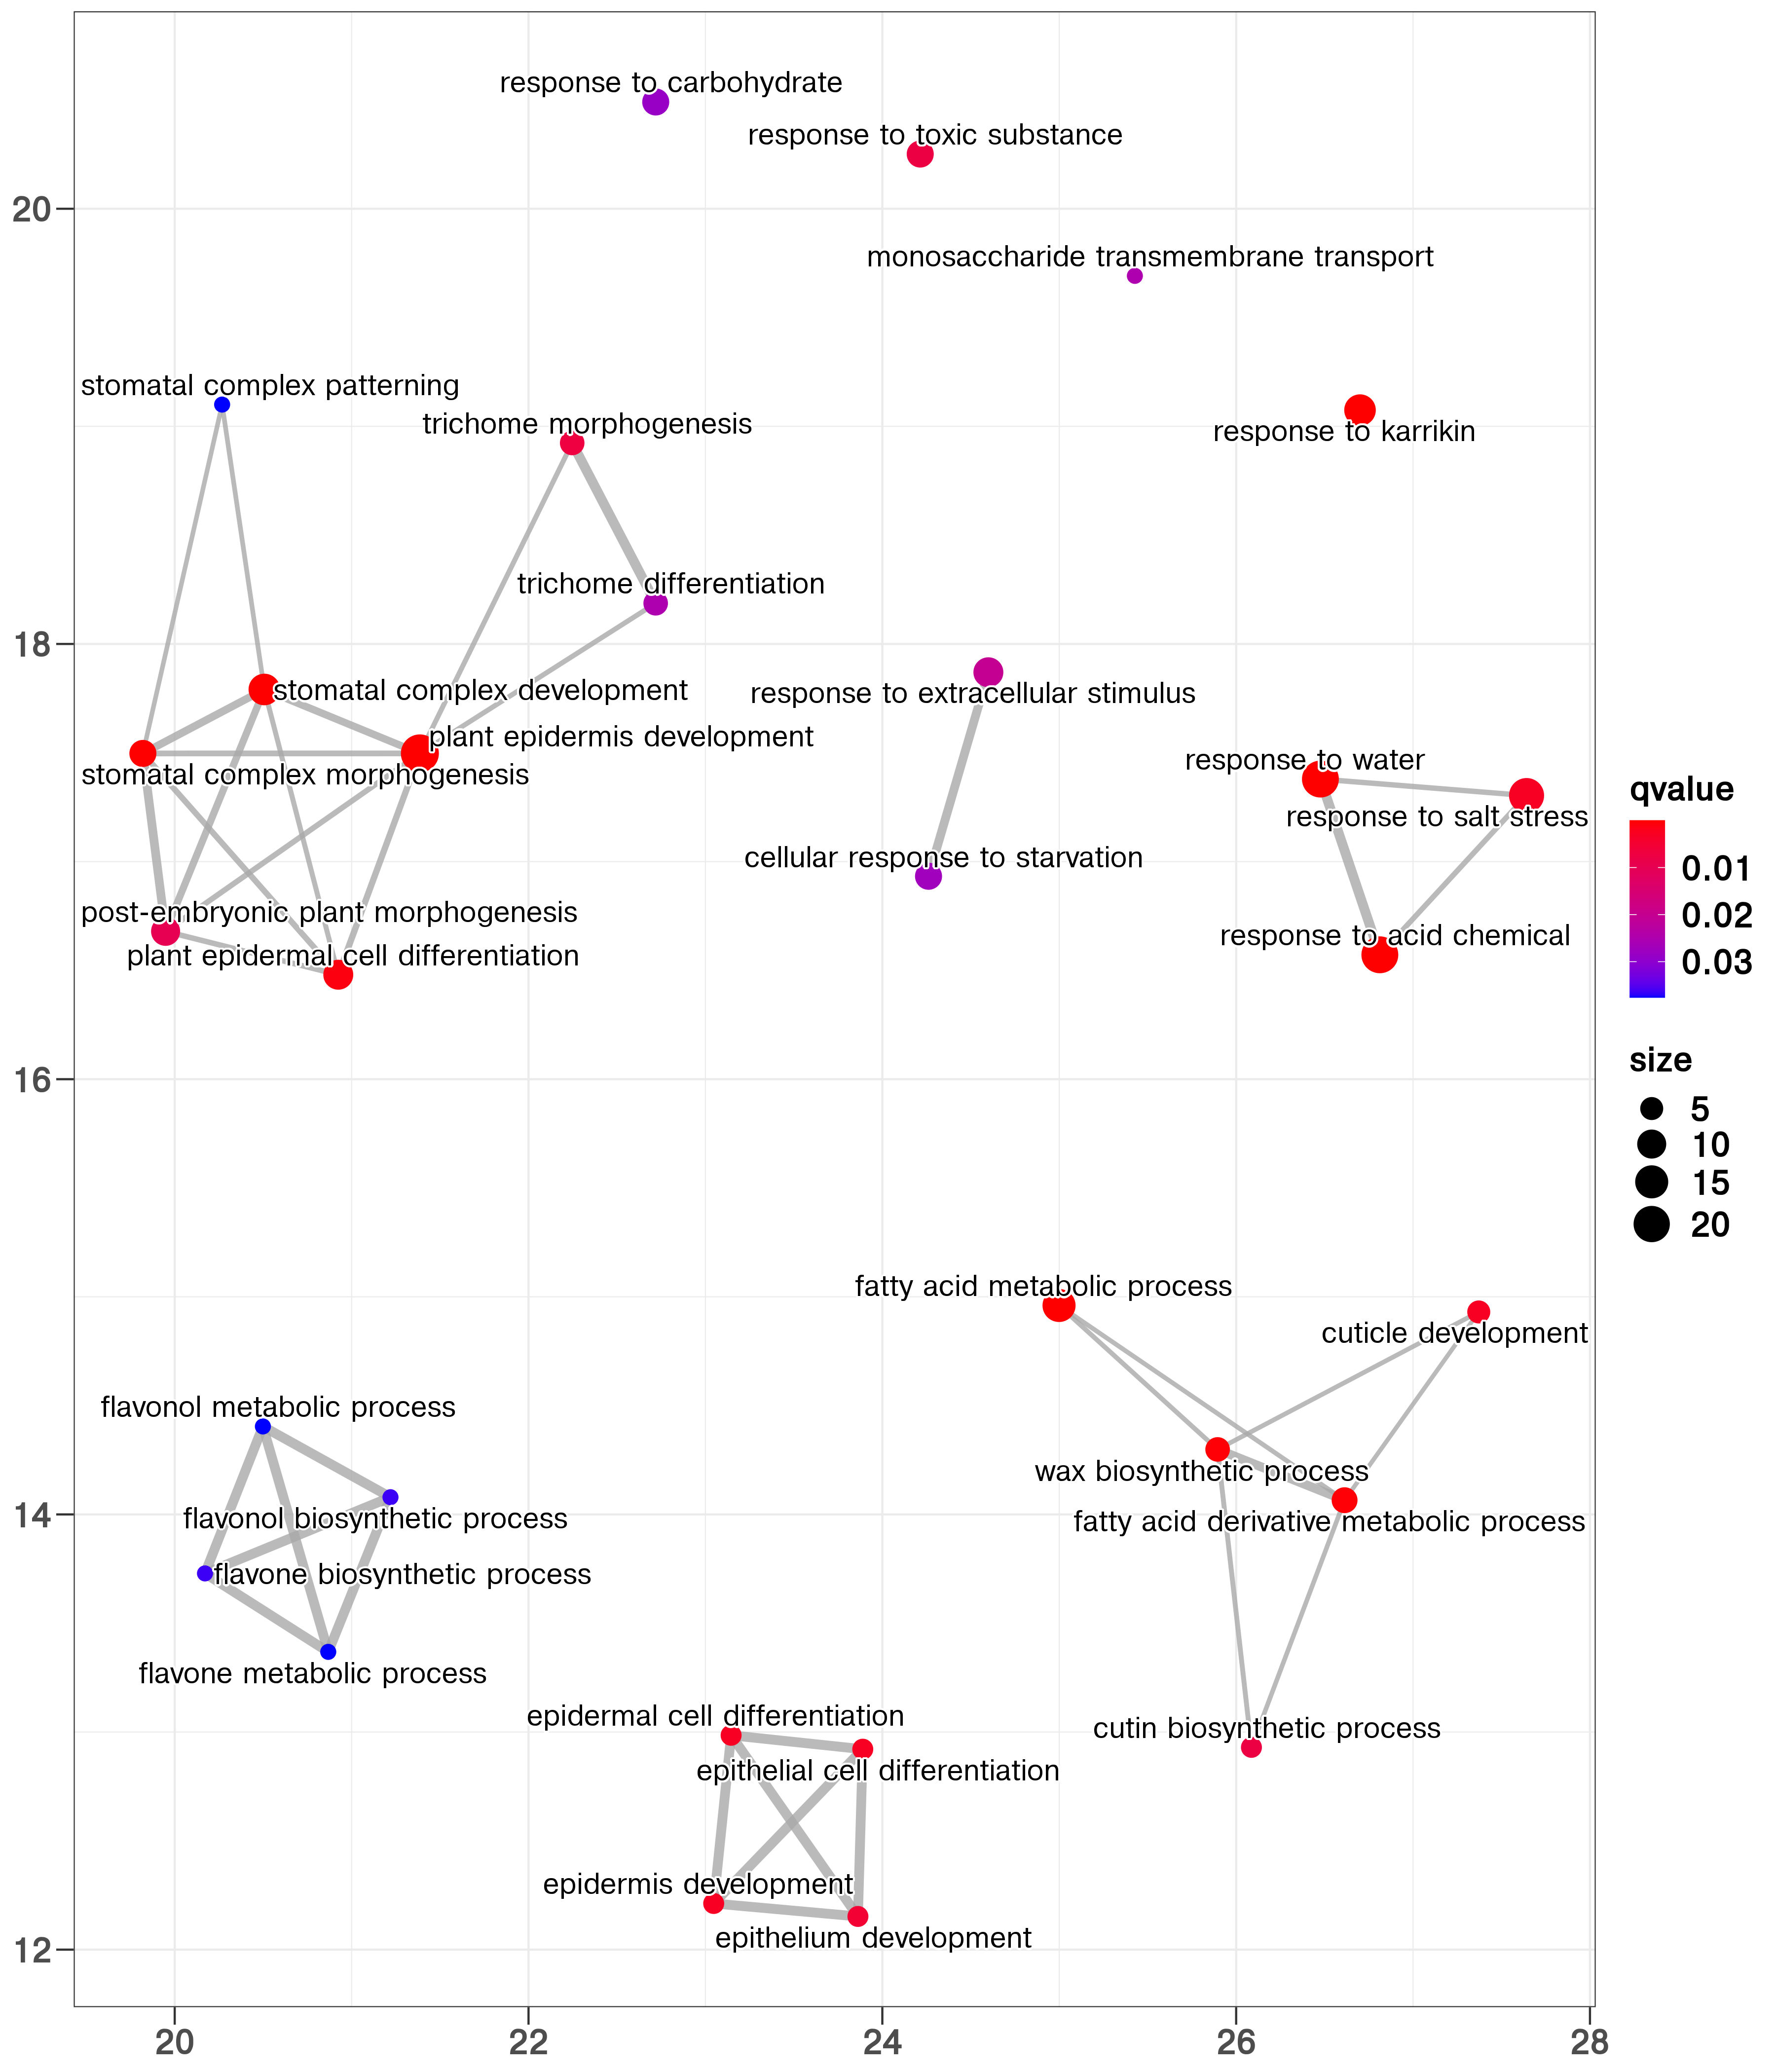 response to carbohydrate
response to toxic substance
20
monosaccharide transmembrane transport
stomatal complex patterning
trichome morphogenesis
response to karrikin
trichome differentiation
18
stomatal complex development
response to extracellular stimulus
plant epidermis development
response to water
stomatal complex morphogenesis
qvalue
response to salt stress
cellular response to starvation
0.01
post-embryonic plant morphogenesis
0.02
response to acid chemical
plant epidermal cell differentiation
0.03
size
16
5
10
15
20
fatty acid metabolic process
cuticle development
flavonol metabolic process
wax biosynthetic process
14
flavonol biosynthetic process
fatty acid derivative metabolic process
flavone biosynthetic process
flavone metabolic process
epidermal cell differentiation
cutin biosynthetic process
epithelial cell differentiation
epidermis development
epithelium development
12
20 22 24 26 28